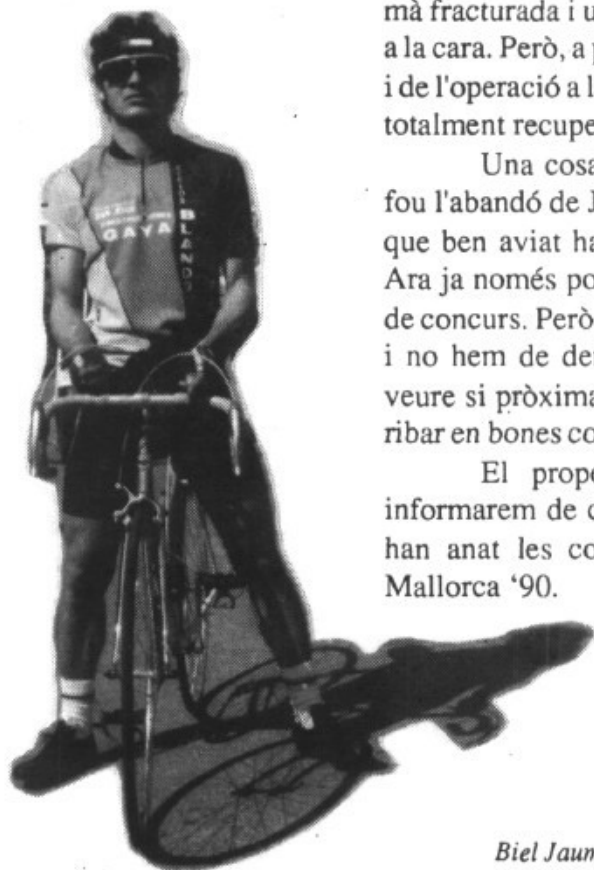 mà fracturada i u
a la cara. Però, a p
i de l'operació a l
totalment recupe
Una cosa
fou l'abandó de J
que ben aviat ha
Ara ja només po
de concurs. Però
i no hem de de
veure si pròxima
ribar en bones co
El prope
informarem de c
han anat les co
Mallorca ‘90.
GAYA
BLANDO
Biel Jaum